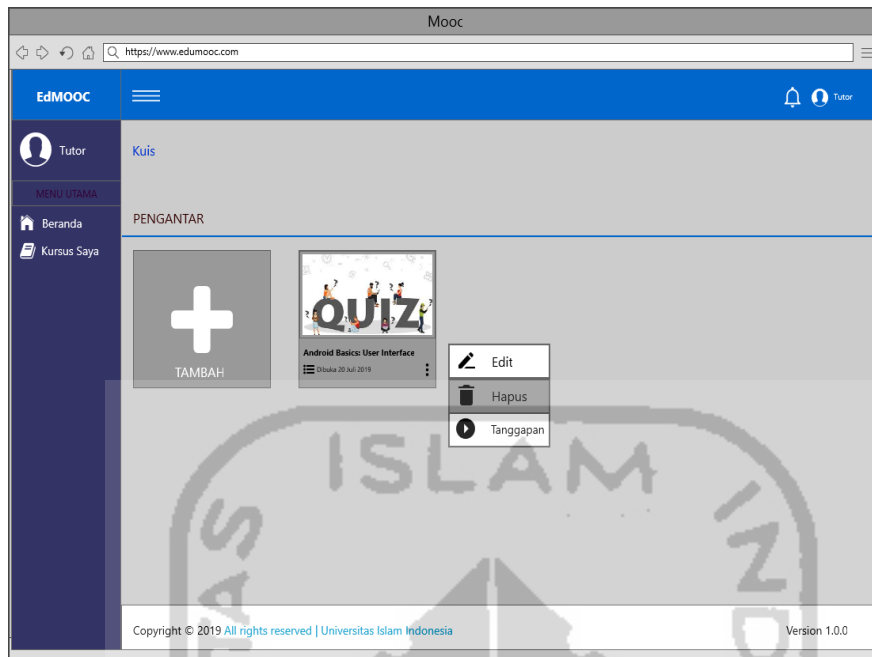 Mooc
https://www.edumooc.com
EdMOOC
Tutor
Tutor
Kuis
MENU UTAMA
Beranda
PENGANTAR
Kursus Saya
QUIZ
TAMBAH
Android Basics: User Interface
Dibuka 20 Juli 2019
Edit
Hapus
Tanggapan
ISLAM
Copyright © 2019 All rights reserved | Universitas Islam Indonesia
Version 1.0.0